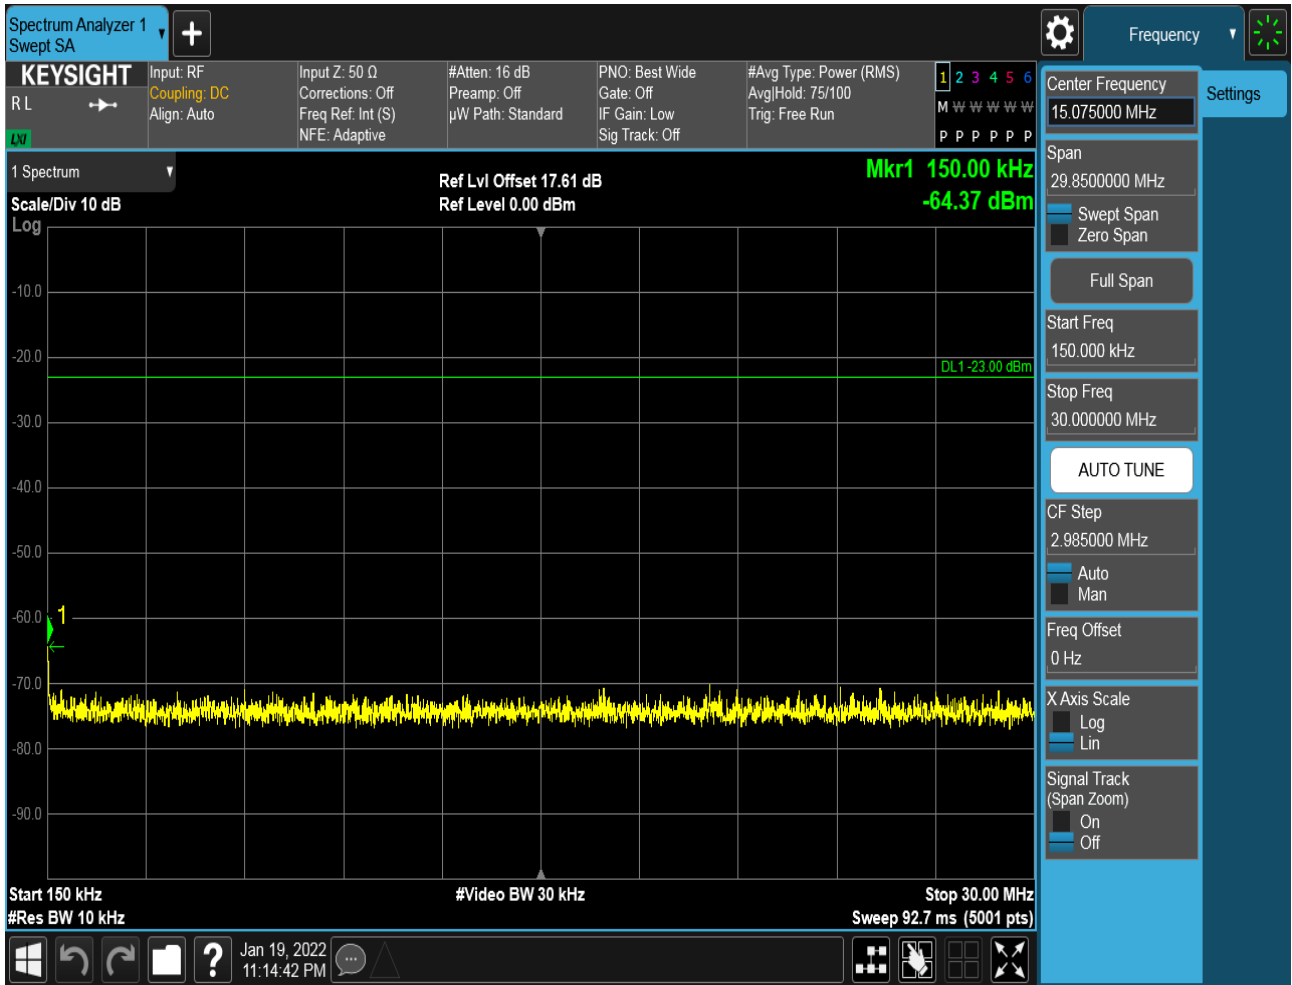 Spectrum Analyzer 1
Swept SA
+
Frequency
KEYSIGHT
R L
LXI
Input: RF
Coupling: DC
Align: Auto
Input Z: 50 Ω
Corrections: Off
Freq Ref: Int (S)
NFE: Adaptive
#Atten: 16 dB
Preamp: Off
µW Path: Standard
PNO: Best Wide
Gate: Off
IF Gain: Low
Sig Track: Off
#Avg Type: Power (RMS)
Avg|Hold: 75/100
Trig: Free Run
1 2 3 4 5 6
M W W W W W
P P P P P P
1 Spectrum
Scale/Div 10 dB
Log
Ref Lvl Offset 17.61 dB
Ref Level 0.00 dBm
Mkr1 150.00 kHz
-64.37 dBm
-10.0
-20.0
DL1 -23.00 dBm
-30.0
-40.0
-50.0
-60.0
1
-70.0
-80.0
-90.0
Start 150 kHz
#Video BW 30 kHz
Stop 30.00 MHz
#Res BW 10 kHz
Sweep 92.7 ms (5001 pts)
?
Jan 19, 2022
11:14:42 PM
Center Frequency
15.075000 MHz
Settings
Span
29.8500000 MHz
Swept Span
Zero Span
Full Span
Start Freq
150.000 kHz
Stop Freq
30.000000 MHz
AUTO TUNE
CF Step
2.985000 MHz
Auto
Man
Freq Offset
0 Hz
X Axis Scale
Log
Lin
Signal Track
(Span Zoom)
On
Off